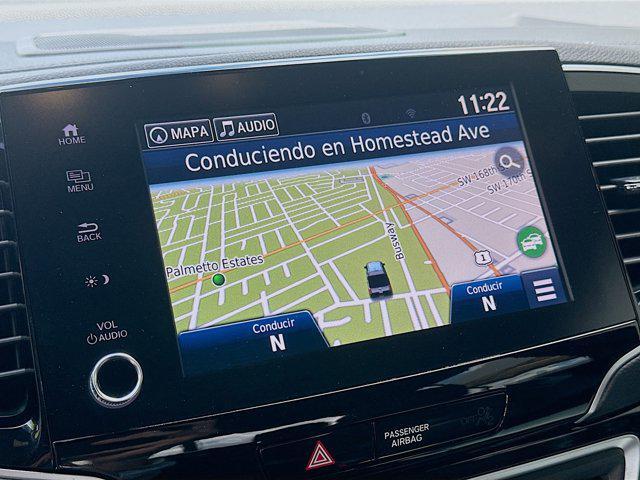 HOME
MENU
BACK
VOL
AUDIO
MAPA
AUDIO
11:22
Conduciendo en Homestead Ave
SW 168th
SW 170th S
Busway
1
Palmetto Estates
Conducir
N
Conducir
N
PASSENGER
AIRBAG
OFF